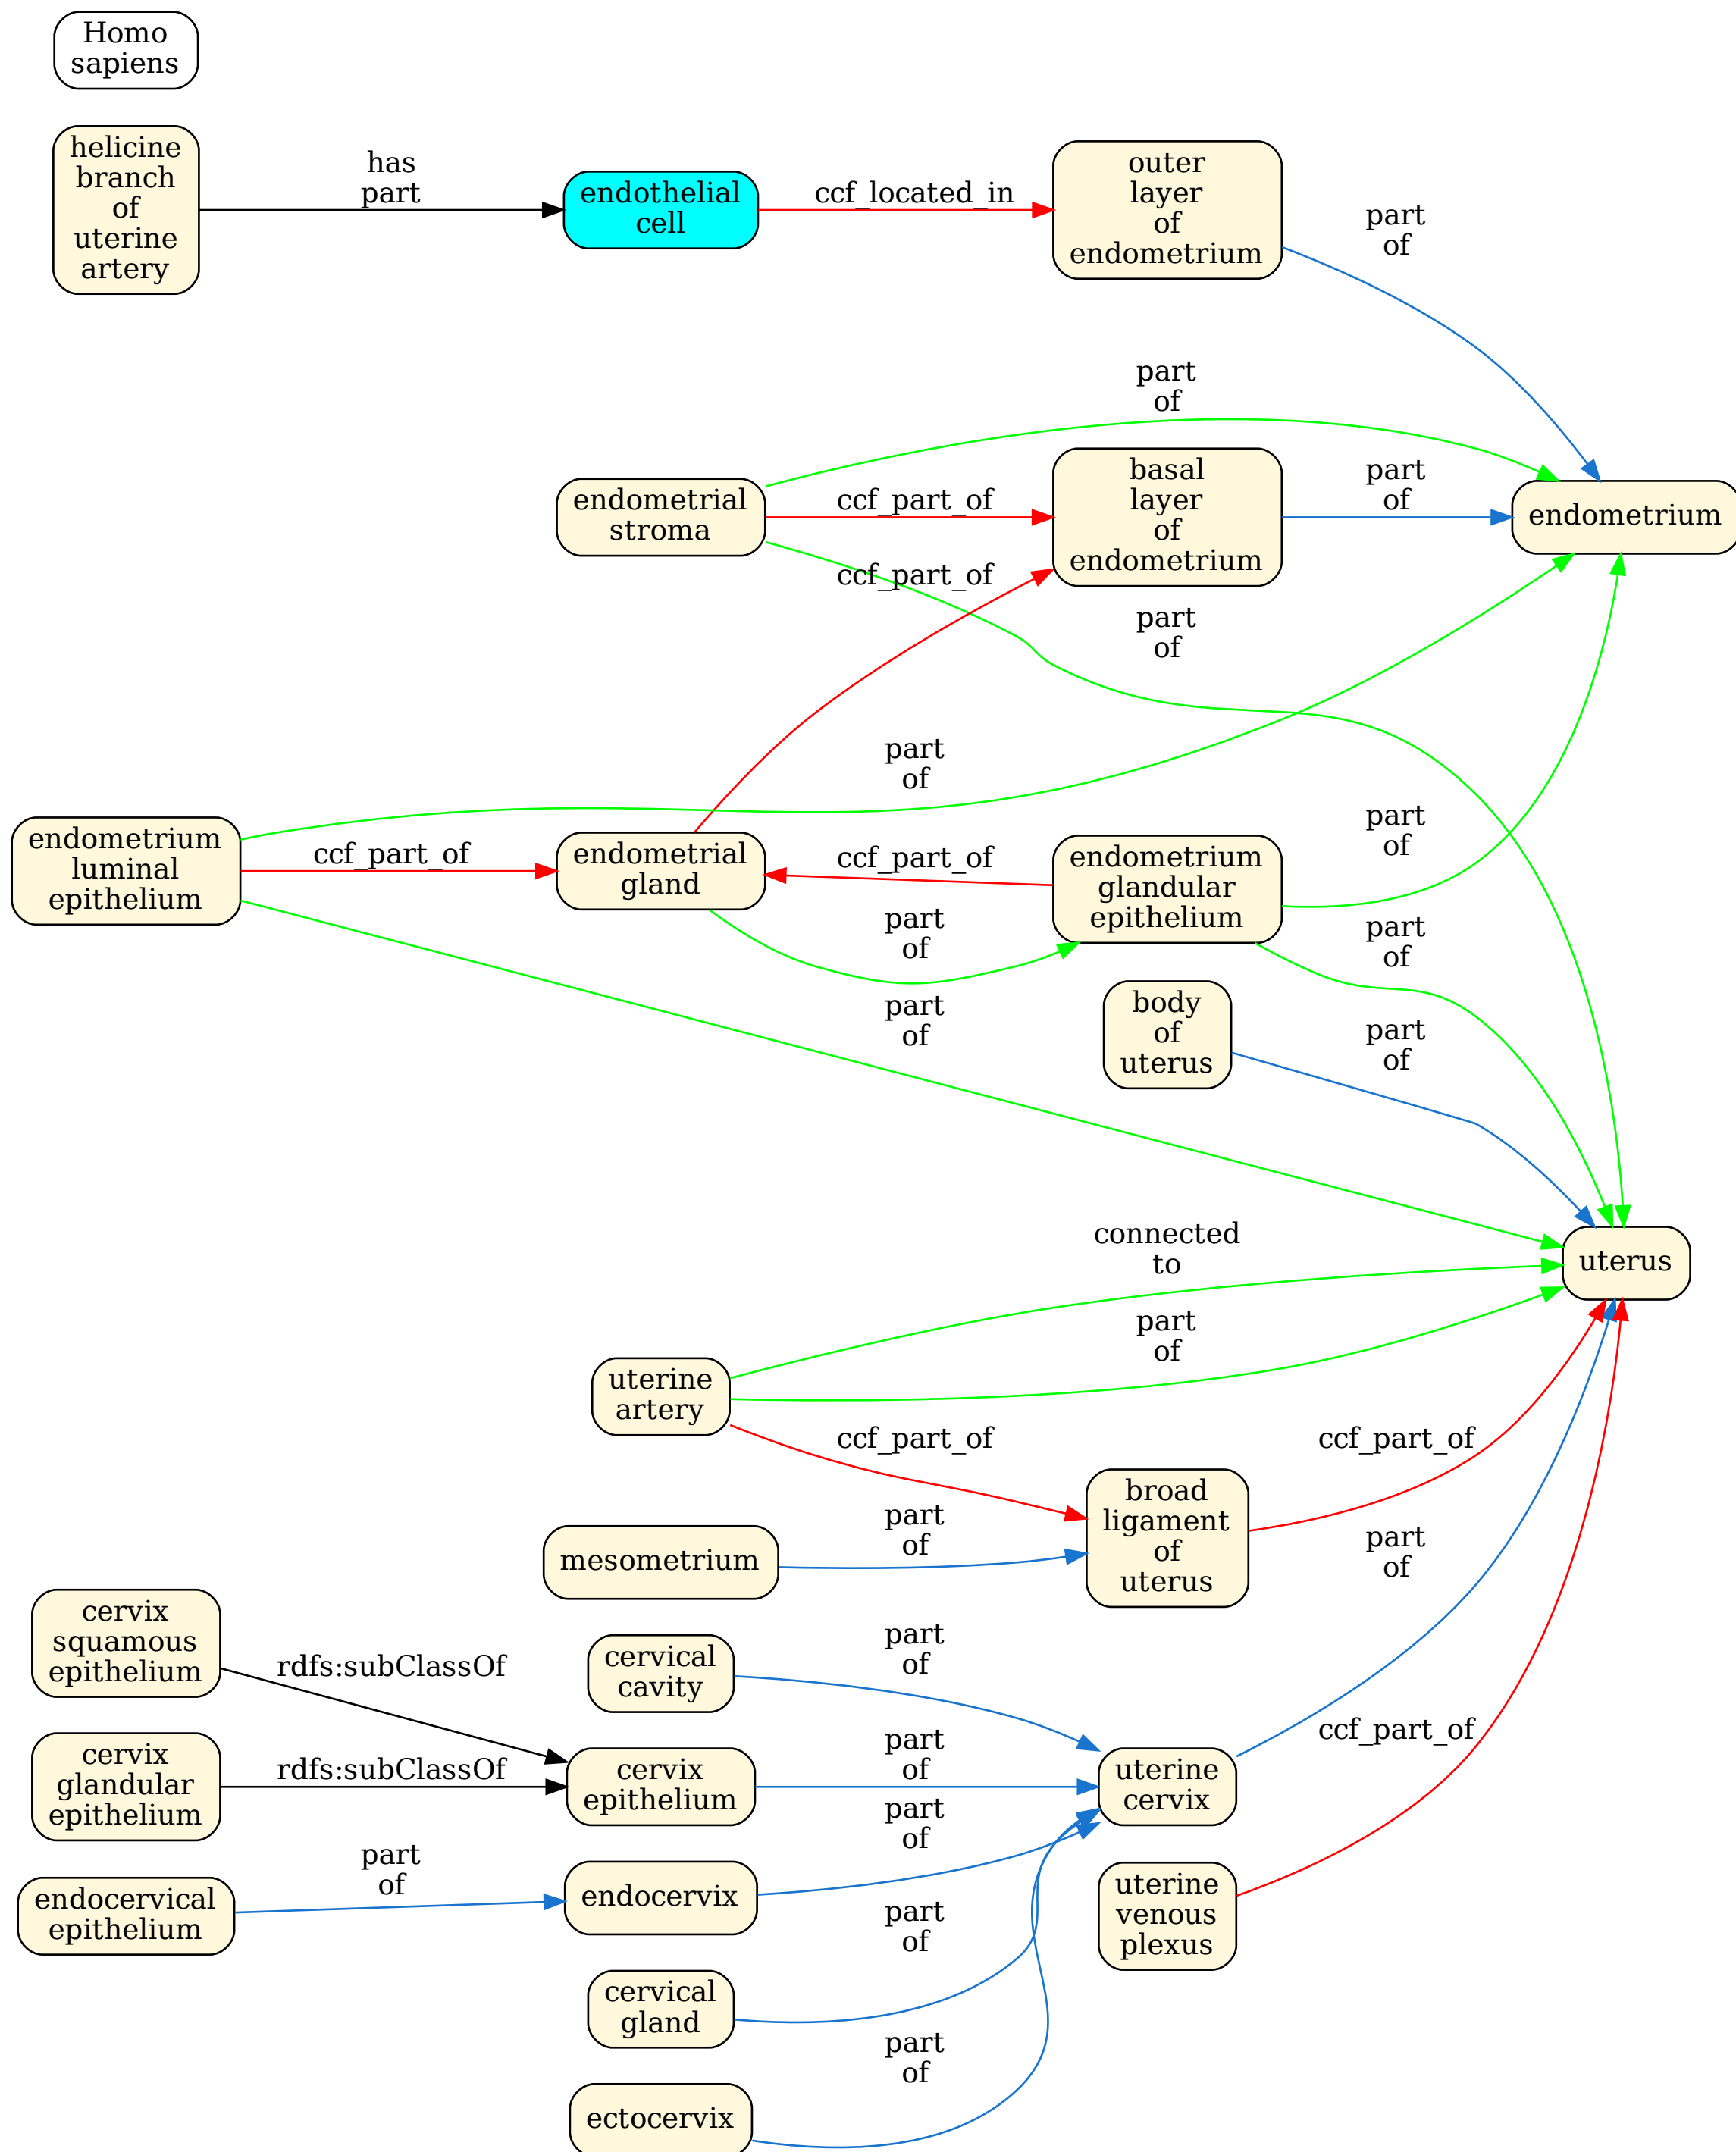 Homo
sapiens
helicine
branch
of
uterine
artery
has
part
endothelial
cell
ccf_located_in
outer
layer
of
endometrium
part
of
part
of
endometrial
stroma
ccf_part_of
basal
layer
of
endometrium
part
of
endometrium
ccf_part_of
part
of
part
of
endometrium
luminal
epithelium
ccf_part_of
endometrial
gland
ccf_part_of
endometrium
glandular
epithelium
part
of
part
of
part
of
part
of
body
of
uterus
part
of
connected
to
uterus
part
of
uterine
artery
ccf_part_of
ccf_part_of
broad
ligament
of
uterus
part
of
mesometrium
part
of
cervix
squamous
epithelium
rdfs:subClassOf
cervical
cavity
part
of
ccf_part_of
cervix
glandular
epithelium
rdfs:subClassOf
cervix
epithelium
part
of
uterine
cervix
part
of
endocervical
epithelium
part
of
endocervix
uterine
venous
plexus
part
of
cervical
gland
part
of
ectocervix